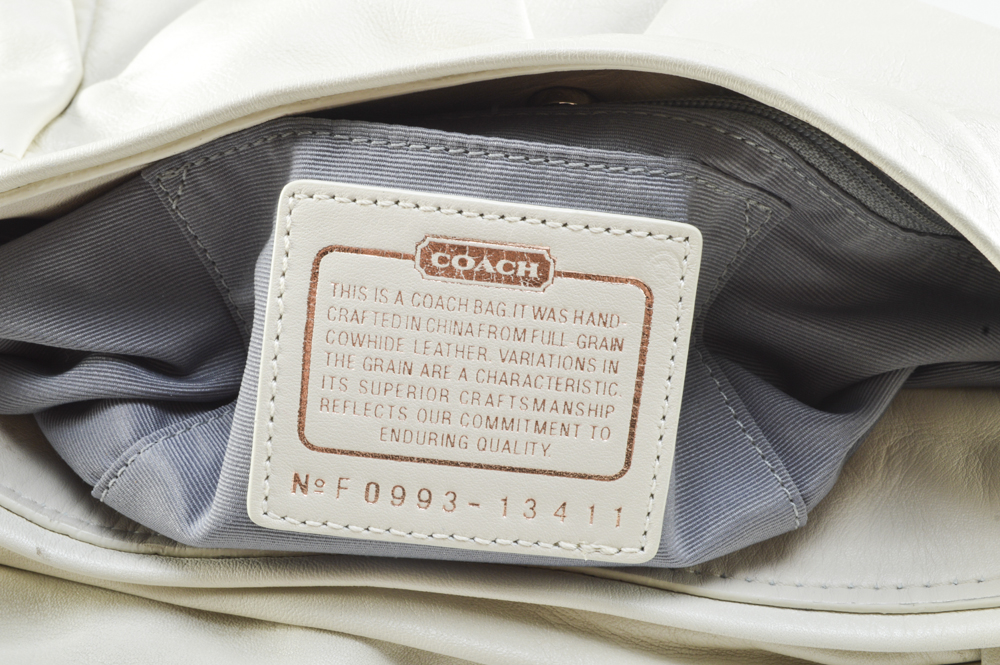 COACH
THIS IS A COACH BAG.IT WAS HAND-
CRAFTED IN CHINA FROM FULL-GRAIN
COWHIDE LEATHER. VARIATIONS IN
THE GRAIN ARE A CHARACTERISTIC.
ITS SUPERIOR CRAFTSMANSHIP
REFLECTS OUR COMMITMENT TO
ENDURING QUALITY.
Nº F 0993-13411